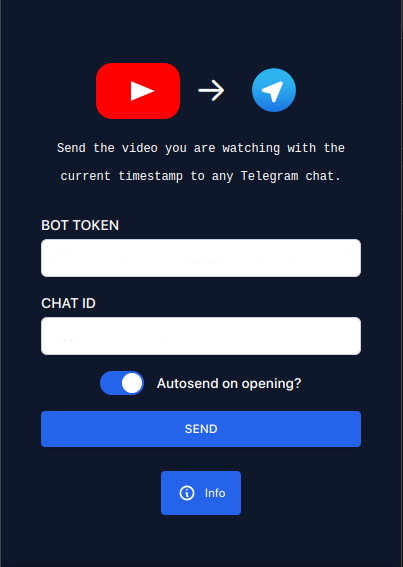 Send the video you are watching with the
current timestamp to any Telegram chat.
BOT TOKEN
CHAT ID
Autosend on opening?
SEND
Info